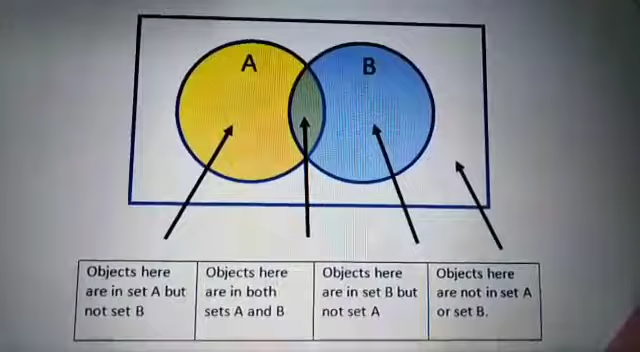 A
B
Objects here
are in set A but
not set B
Objects here
are in both
sets A and B
Objects here
are in set B but
not set A
Objects here
are not in set A
or set B.